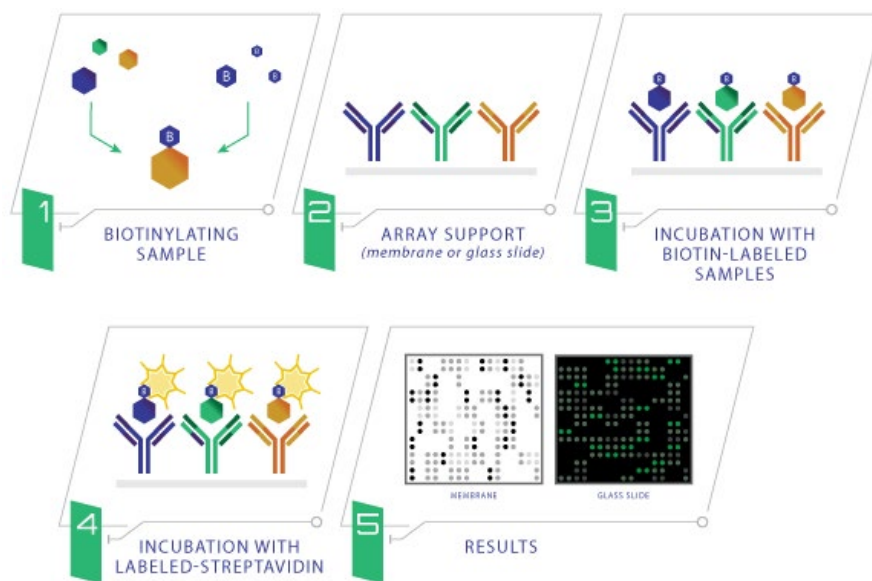 B
B
B
B
1
BIOTINYLATING
SAMPLE
2
ARRAY SUPPORT
(membrane or glass slide)
B
B
B
3
INCUBATION WITH
BIOTIN-LABELED
SAMPLES
B
B
B
4
INCUBATION WITH
LABELED-STREPTAVIDIN
MEMBRANE
GLASS SLIDE
5
RESULTS